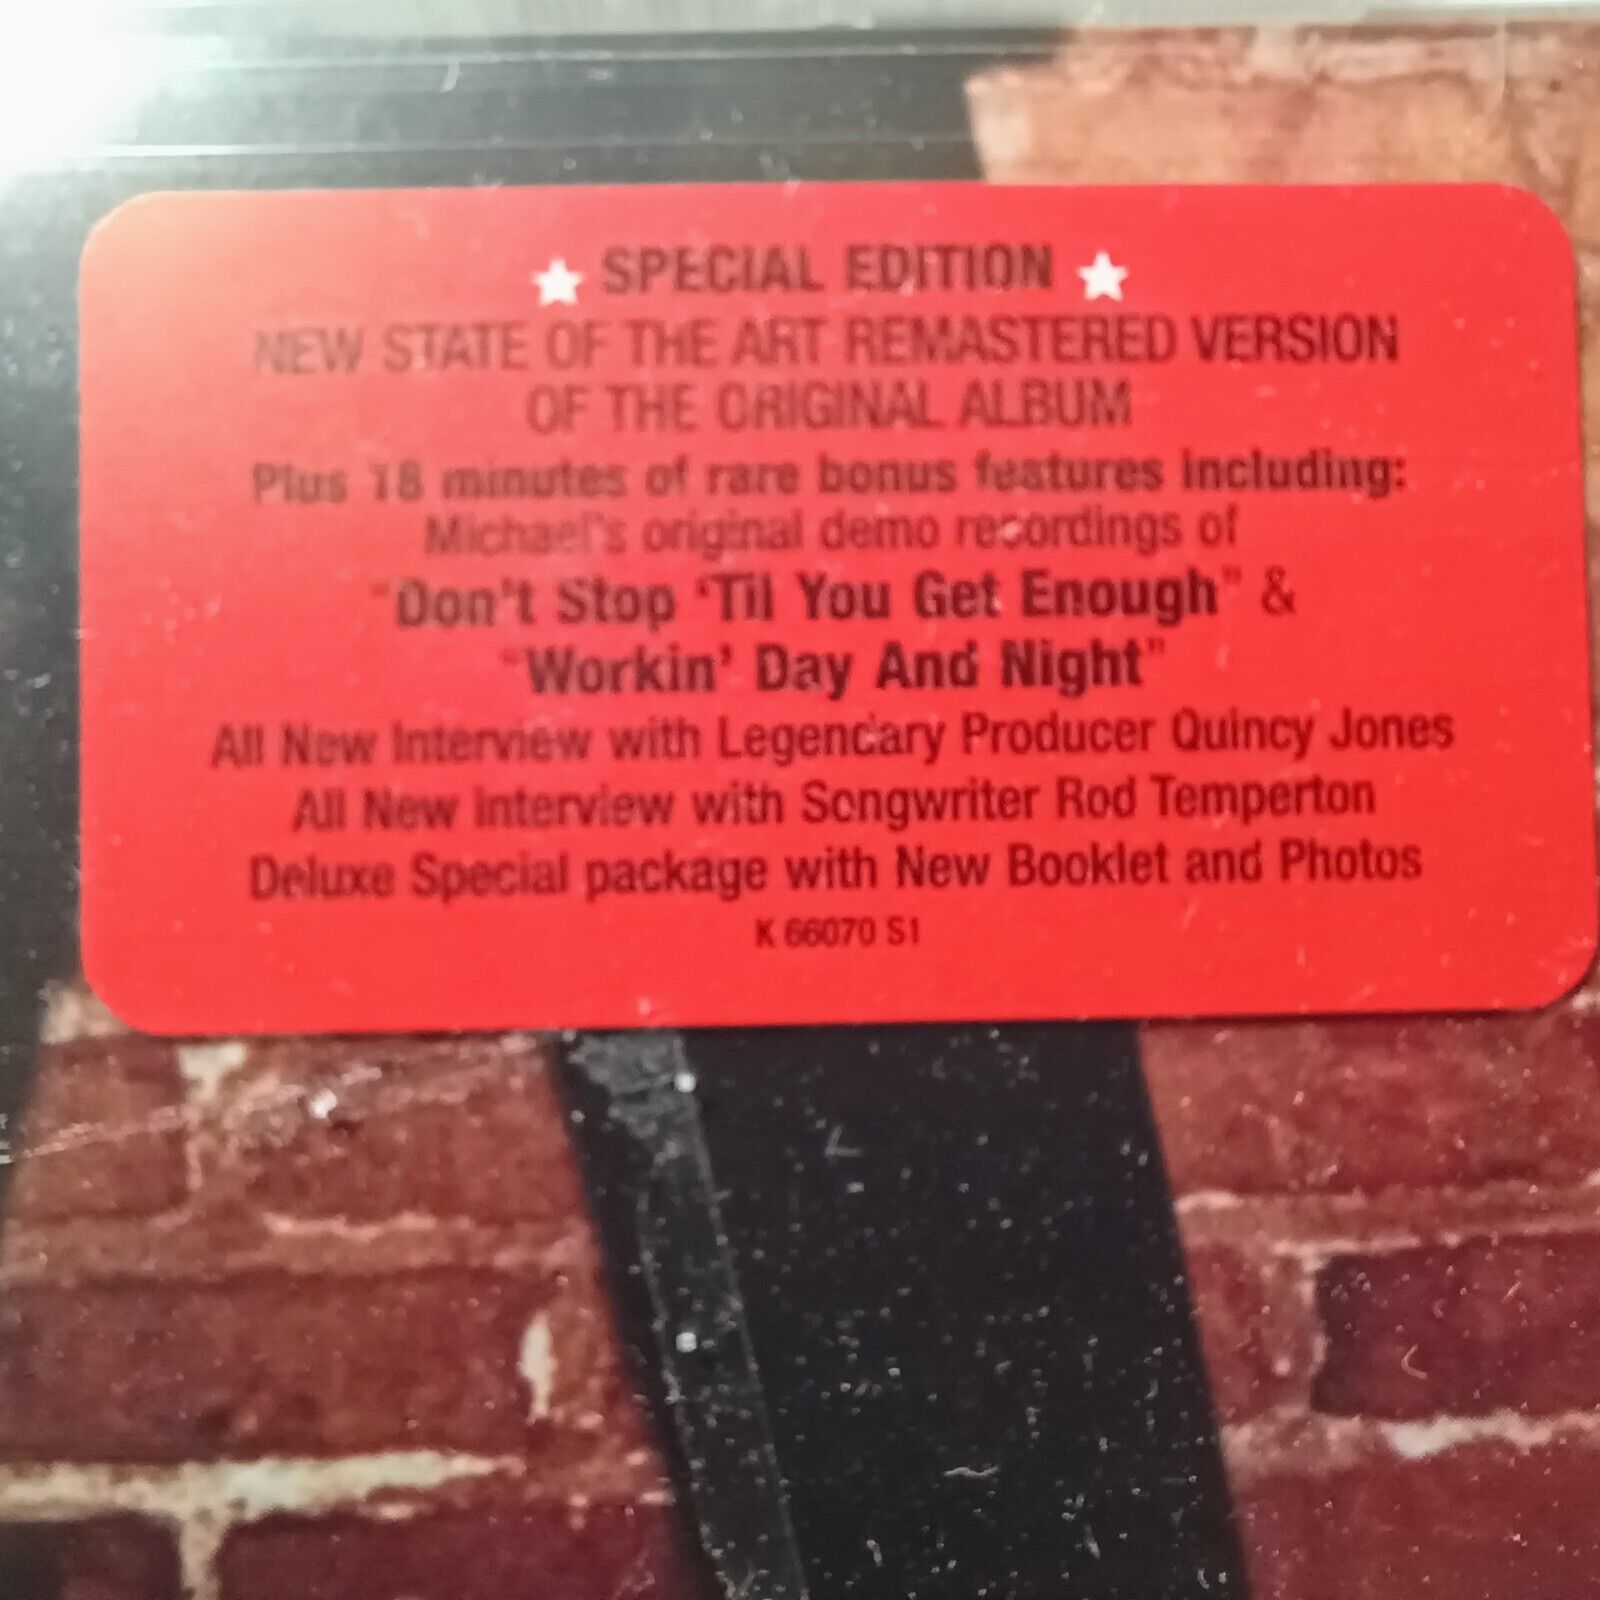 SPECIAL EDITION
NEW STATE OF THE ART REMASTERED VERSION
OF THE ORIGINAL ALBUM
Plus 18 minutes of rare bonus features including:
Michael's original demo recordings of
"Don't Stop 'Til You Get Enough" &
"Workin' Day And Night"
All New Interview with Legendary Producer Quincy Jones
All New Interview with Songwriter Rod Temperton
Deluxe Special package with New Booklet and Photos
K 66070 S1